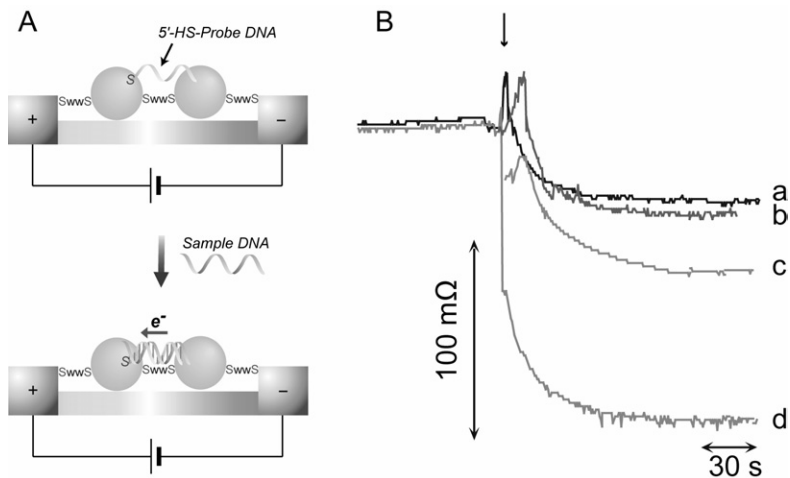 A
5'-HS-Probe DNA
S
SwwS SwwS SwwS
+ −
Sample DNA
e-
S
SwwS SwwS SwwS
+ −
B
a
b
c
100 mΩ
d
30 s